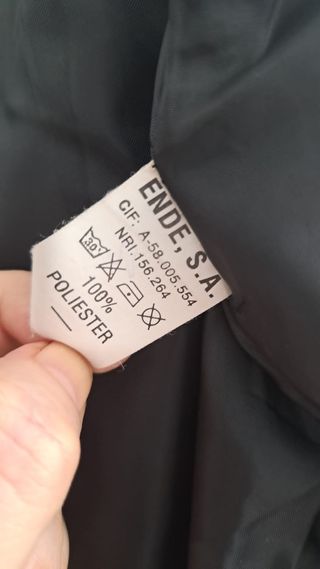 ENDE, S.A.
CIF: A-58.005.554
NRI.156.264
30
100%
POLIESTER